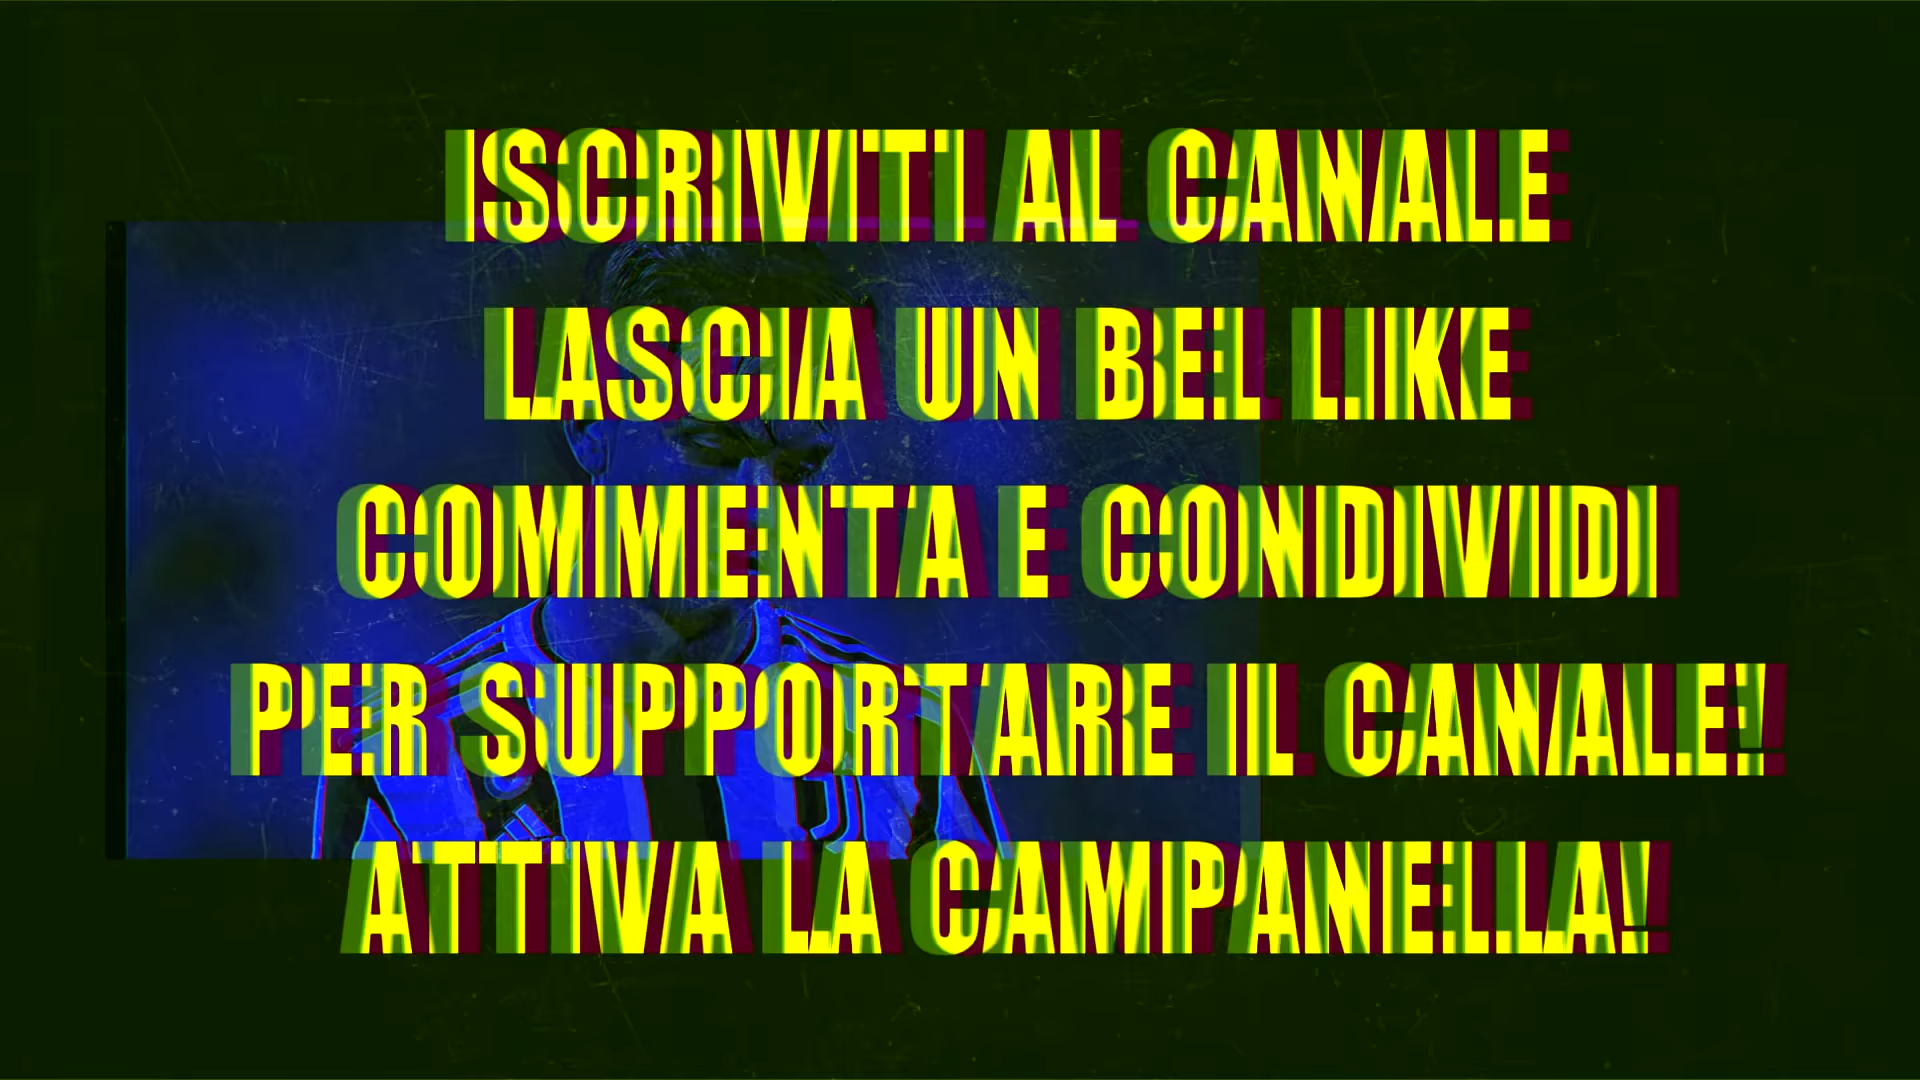 ISCRIVITI AL CANALE
LASCIA UN BEL LIKE
COMMENTA E CONDIVIDI
PER SUPPORTARE IL CANALE!
ATTIVA LA CAMPANELLA!